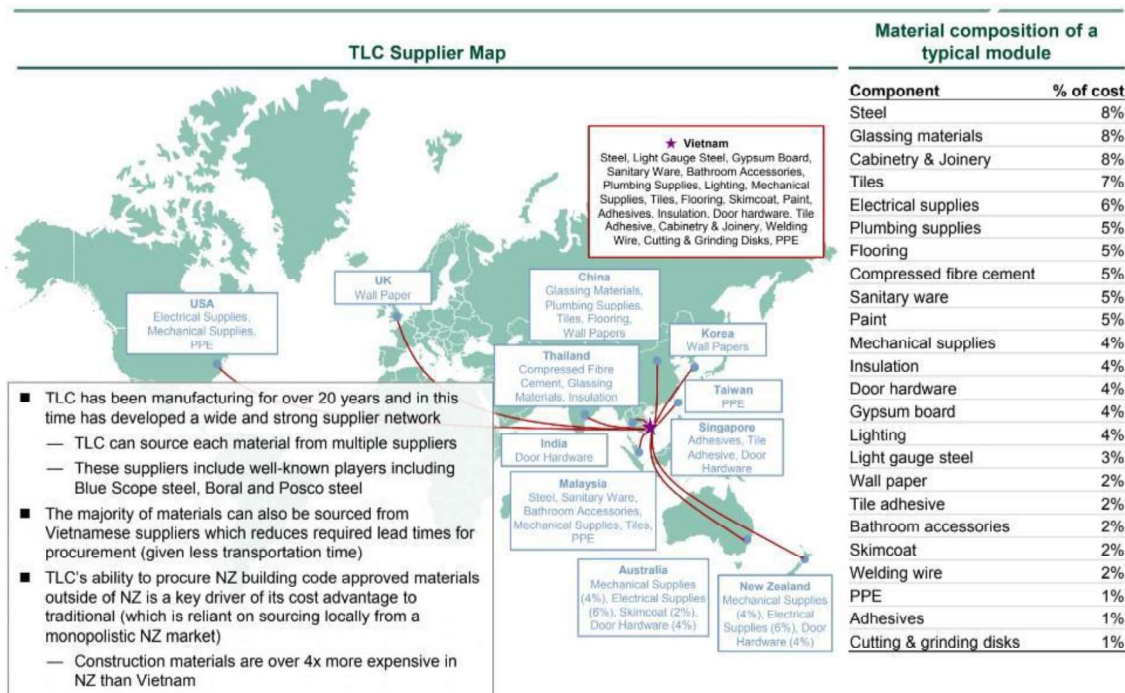 TLC Supplier Map
★ Vietnam
Steel, Light Gauge Steel, Gypsum Board,
Sanitary Ware, Bathroom Accessories,
Plumbing Supplies, Lighting, Mechanical
Supplies, Tiles, Flooring, Skimcoat, Paint,
Adhesives. Insulation. Door hardware. Tile
Adhesive, Cabinetry & Joinery, Welding
Wire, Cutting & Grinding Disks, PPE
UK
Wall Paper
China
Glassing Materials,
Plumbing Supplies,
Tiles, Flooring,
Wall Papers
USA
Electrical Supplies,
Mechanical Supplies,
PPE
Korea
Wall Papers
Thailand
Compressed Fibre
Cement, Glassing
Materials, Insulation
Taiwan
PPE
India
Door Hardware
Singapore
Adhesives, Tile
Adhesive, Door
Hardware
Malaysia
Steel, Sanitary Ware,
Bathroom Accessories,
Mechanical Supplies, Tiles,
PPE
Australia
Mechanical Supplies
(4%), Electrical Supplies
(6%), Skimcoat (2%),
Door Hardware (4%)
New Zealand
Mechanical Supplies
(4%), Electrical
Supplies (6%), Door
Hardware (4%)
■ TLC has been manufacturing for over 20 years and in this
time has developed a wide and strong supplier network
— TLC can source each material from multiple suppliers
— These suppliers include well-known players including
Blue Scope steel, Boral and Posco steel
■ The majority of materials can also be sourced from
Vietnamese suppliers which reduces required lead times for
procurement (given less transportation time)
■ TLC's ability to procure NZ building code approved materials
outside of NZ is a key driver of its cost advantage to
traditional (which is reliant on sourcing locally from a
monopolistic NZ market)
— Construction materials are over 4x more expensive in
NZ than Vietnam
Material composition of a
typical module
Component % of cost
Steel 8%
Glassing materials 8%
Cabinetry & Joinery 8%
Tiles 7%
Electrical supplies 6%
Plumbing supplies 5%
Flooring 5%
Compressed fibre cement 5%
Sanitary ware 5%
Paint 5%
Mechanical supplies 4%
Insulation 4%
Door hardware 4%
Gypsum board 4%
Lighting 4%
Light gauge steel 3%
Wall paper 2%
Tile adhesive 2%
Bathroom accessories 2%
Skimcoat 2%
Welding wire 2%
PPE 1%
Adhesives 1%
Cutting & grinding disks 1%